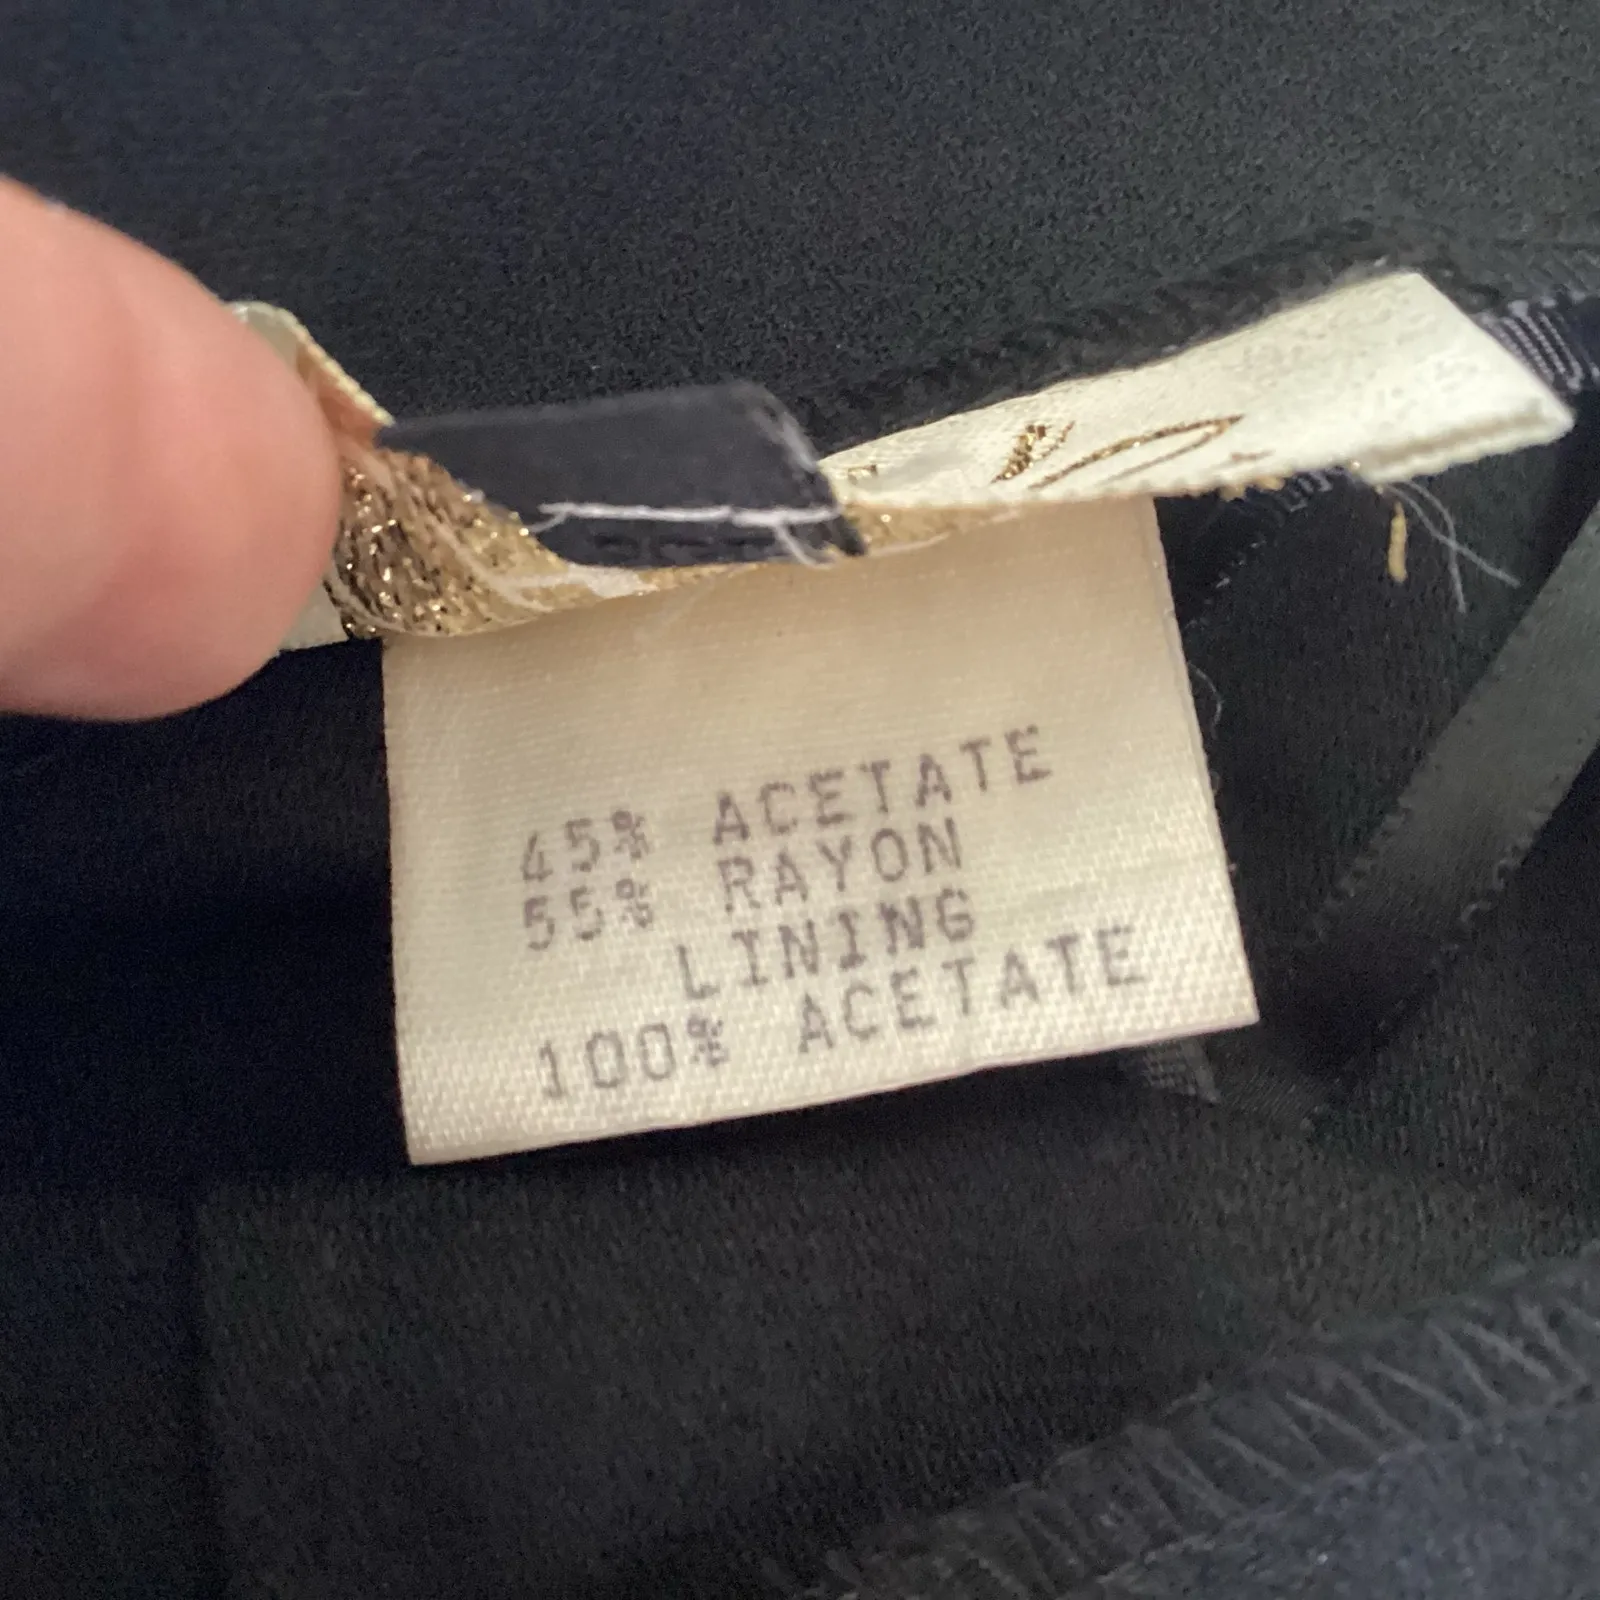 45% ACETATE
55% RAYON
LINING
100% ACETATE